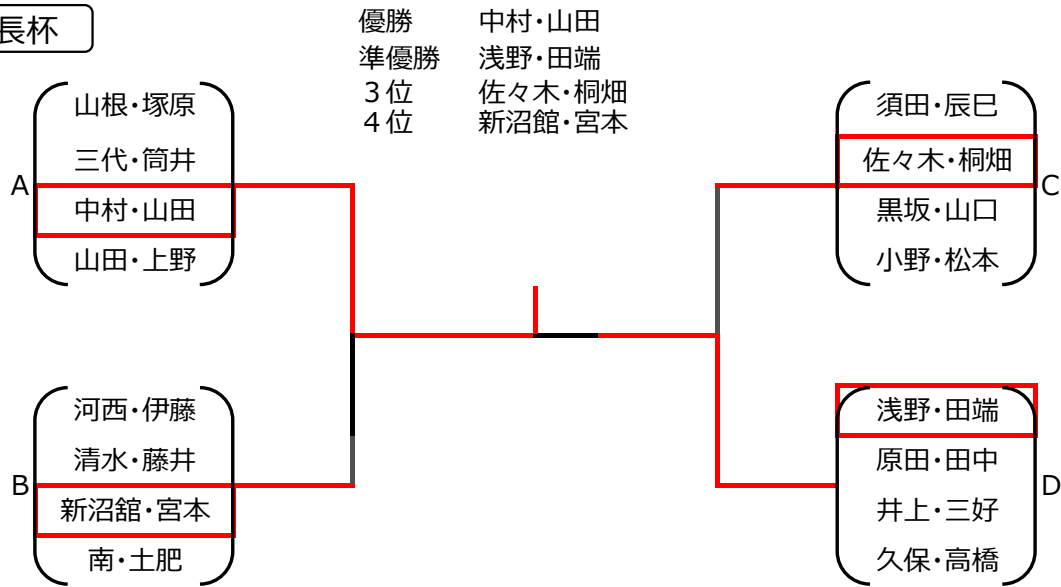 長杯
優勝 中村・山田
準優勝 浅野・田端
３位 佐々木・桐畑
４位 新沼館・宮本
A
山根・塚原
三代・筒井
中村・山田
山田・上野
B
河西・伊藤
清水・藤井
新沼舘・宮本
南・土肥
C
須田・辰巳
佐々木・桐畑
黒坂・山口
小野・松本
D
浅野・田端
原田・田中
井上・三好
久保・高橋